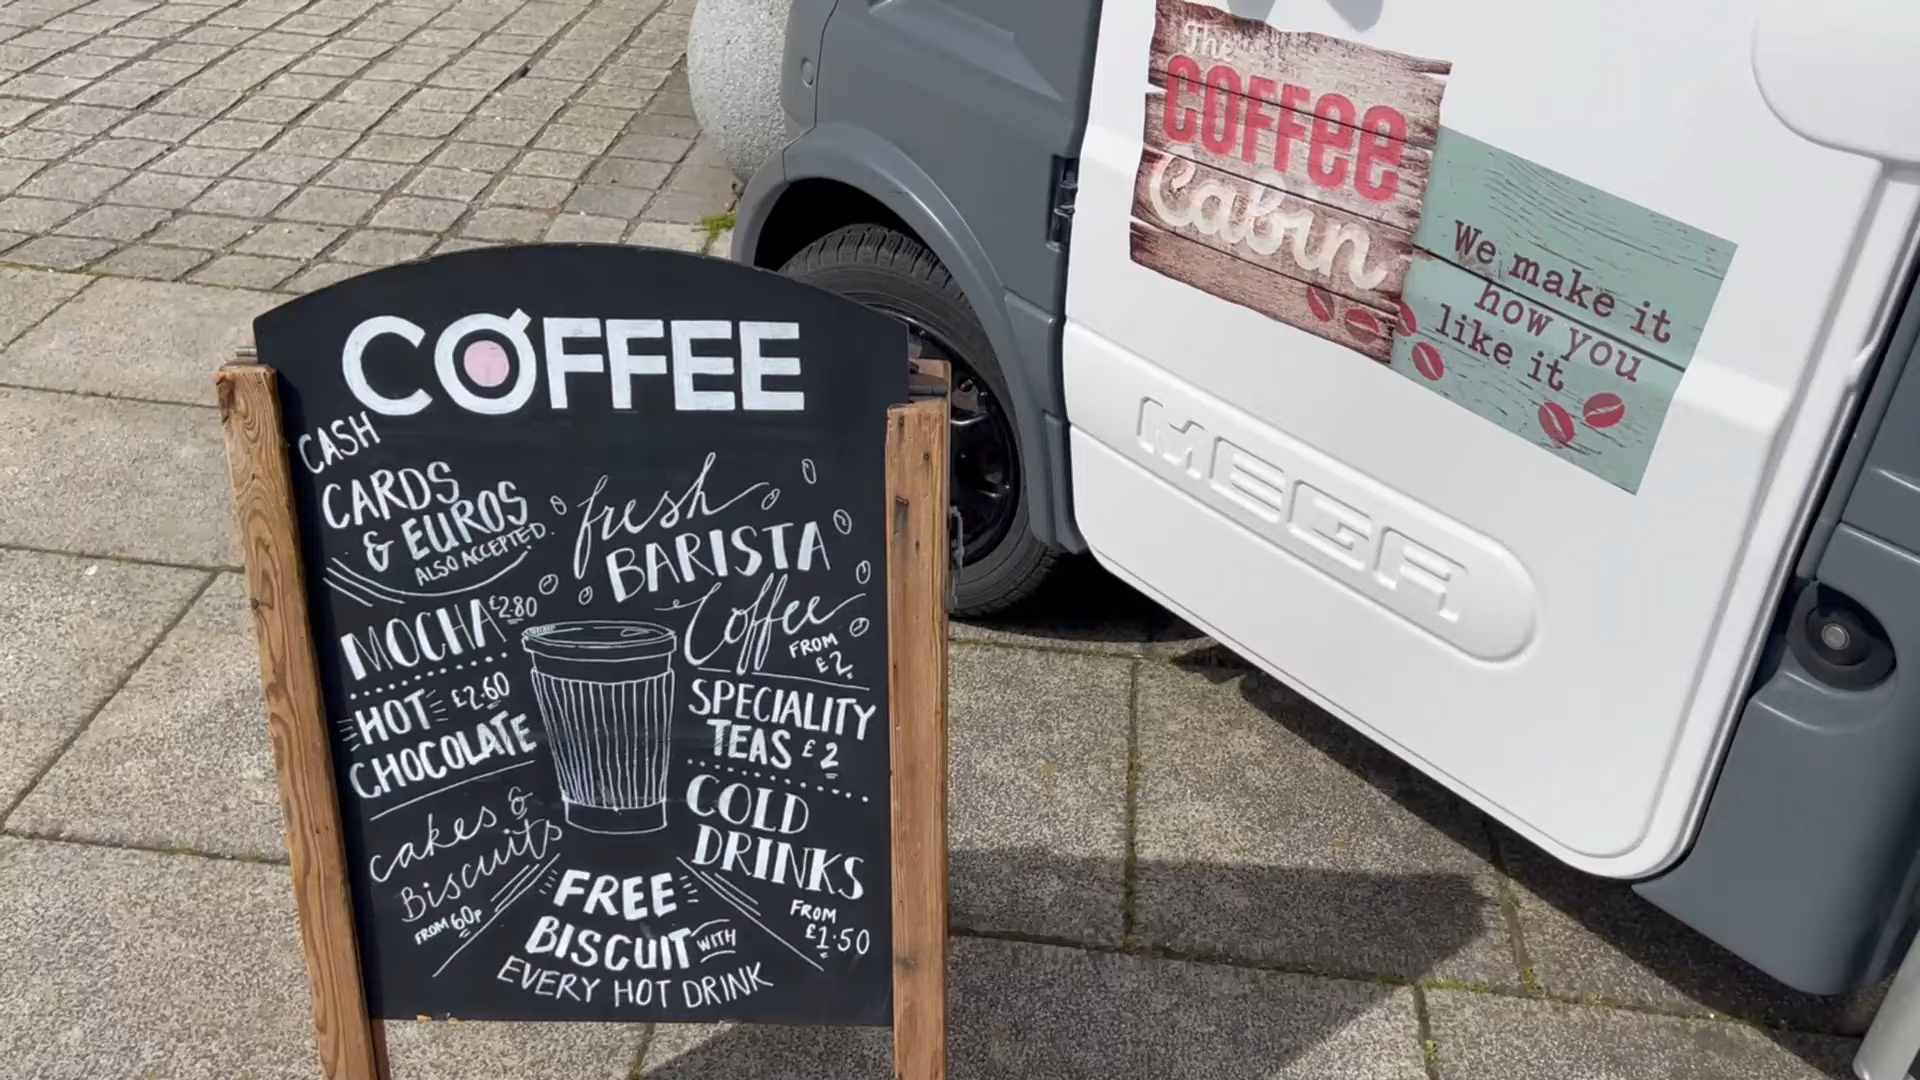 COFFEE
CASH
CARDS
& EUROS
ALSO ACCEPTED
fresh
BARISTA
Coffee
FROM
£2.
MOCHA £2.80
HOT £2.60
CHOCOLATE
SPECIALITY
TEAS £2
cakes &
Biscuits
FROM 60p
COLD
DRINKS
FROM
£1.50
FREE
BISCUIT WITH
EVERY HOT DRINK
The
COFFEE
Cabin
We make it
how you
like it
MEGA